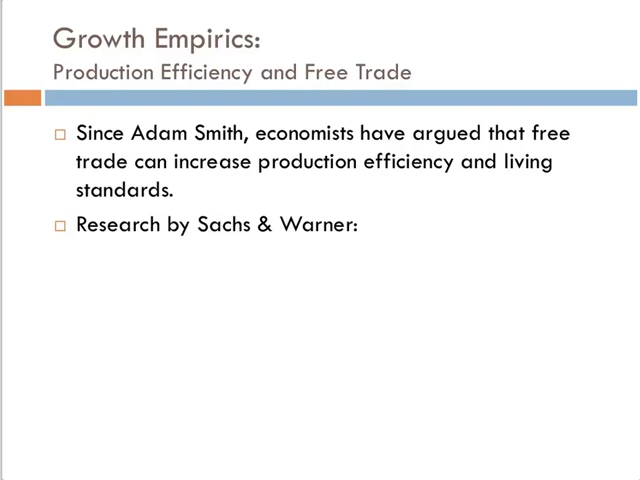 Growth Empirics:
Production Efficiency and Free Trade
Since Adam Smith, economists have argued that free
trade can increase production efficiency and living
standards.
Research by Sachs & Warner: